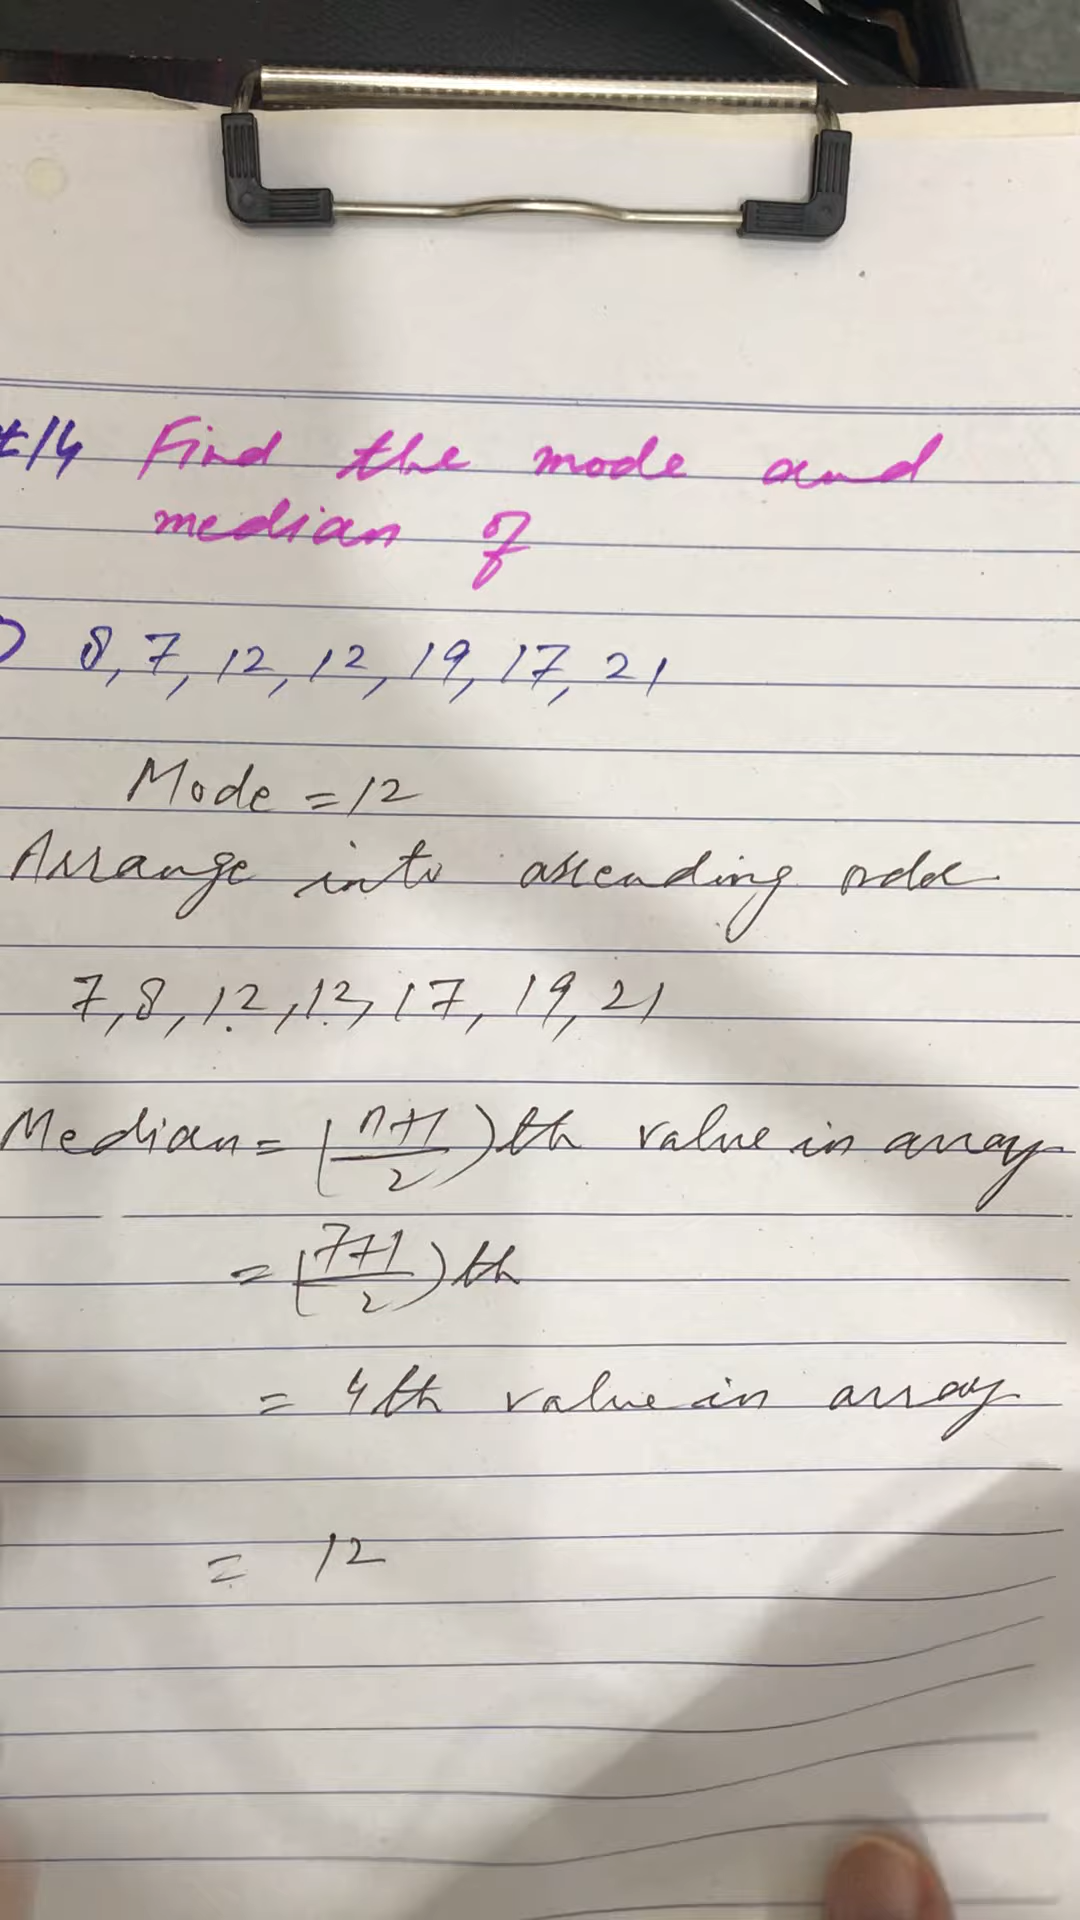 #14 Find the mode and
median of
) 8, 7, 12, 12, 19, 17, 21
Mode = 12
Arrange into ascending order
7, 8, 12, 12, 17, 19, 21
Median = (n+1/2)th value in array
= (7+1/2)th
= 4th value in array
= 12